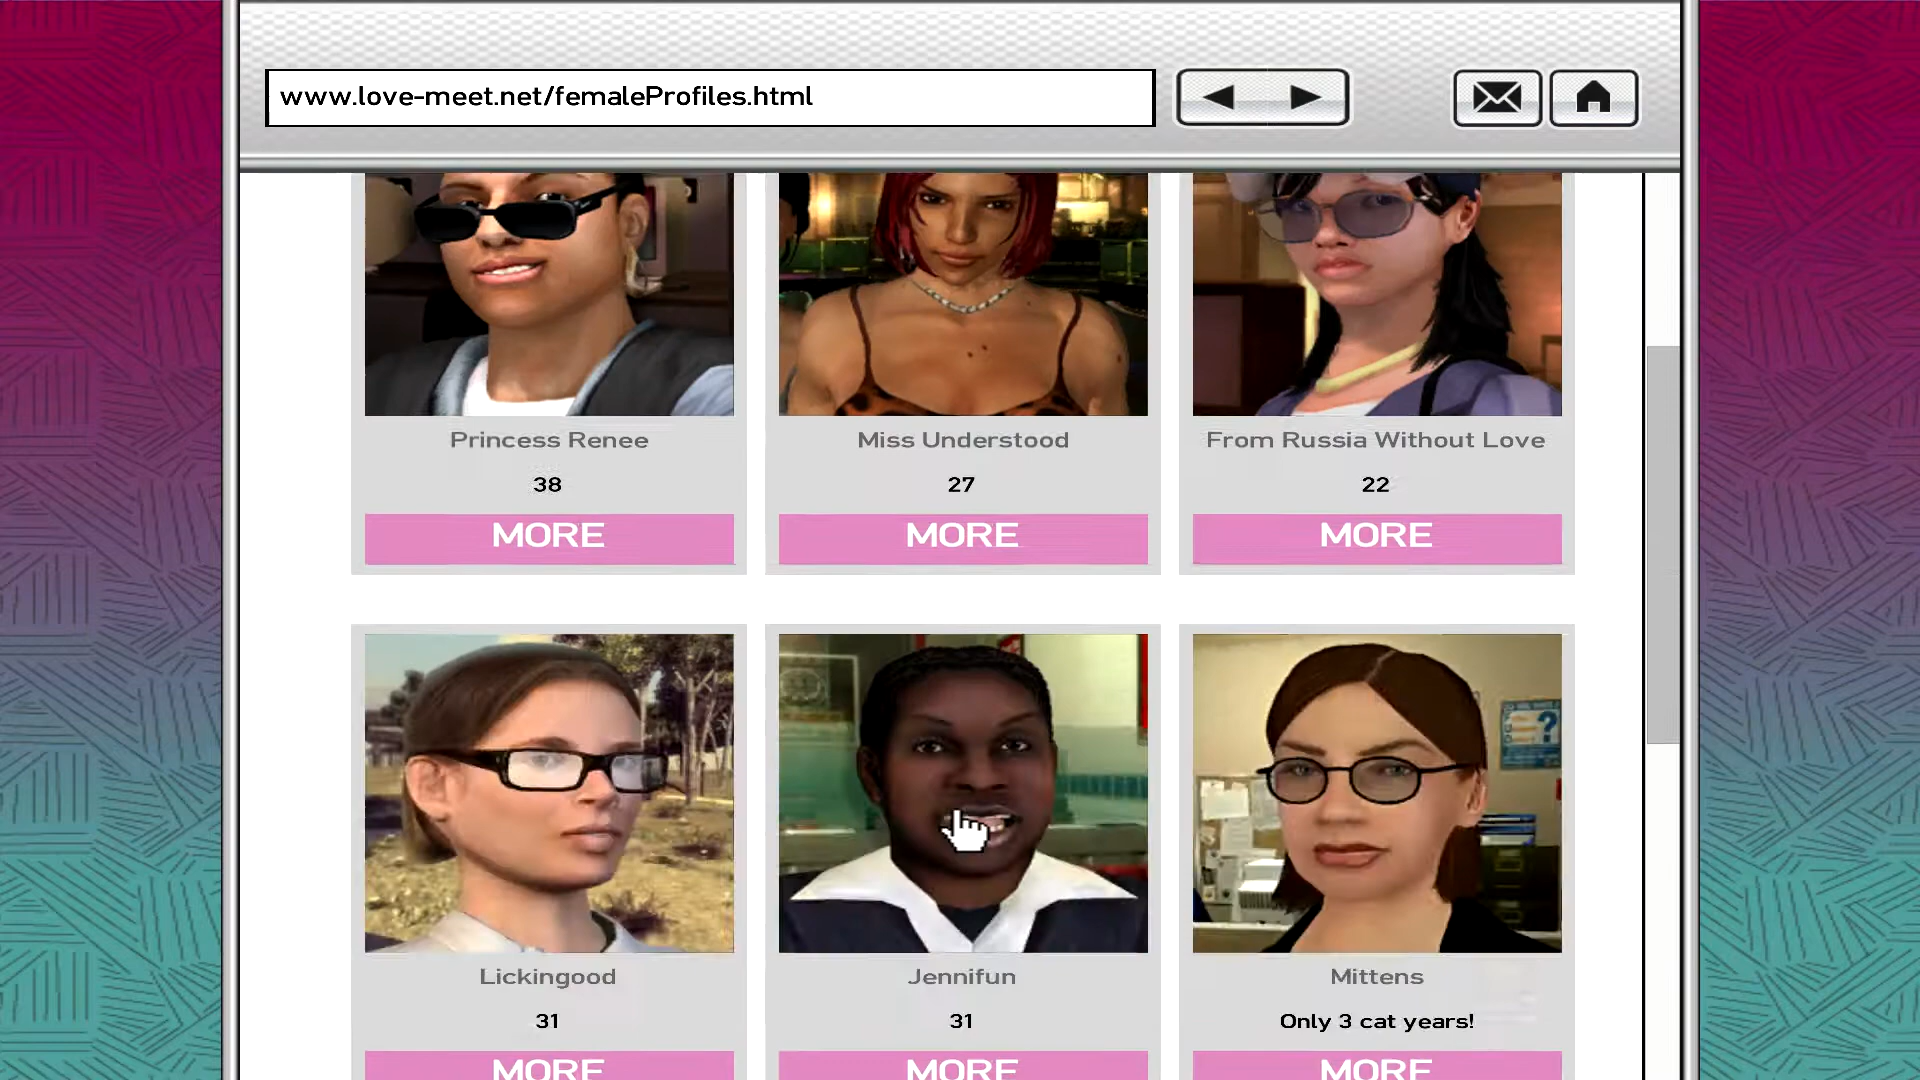 www.love-meet.net/femaleProfiles.html
Princess Renee
Miss Understood
From Russia Without Love
38
27
22
MORE
MORE
MORE
?
Lickingood
Jennifun
Mittens
31
31
Only 3 cat years!
MORE
MORE
MORE